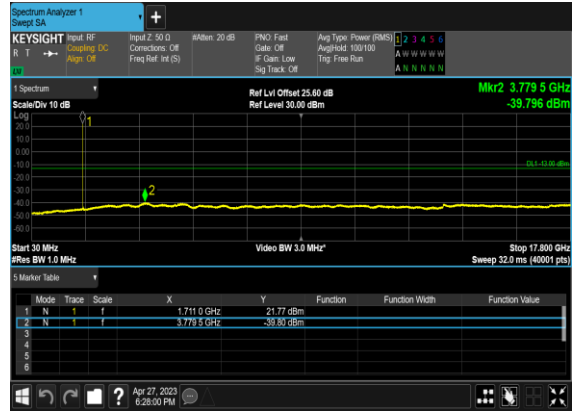 Spectrum Analyzer 1
Swept SA
+
KEYSIGHT Input: RF Input Z: 50 Ω #Atten: 20 dB PNO: Fast Avg Type: Power (RMS) 1 2 3 4 5 6
R T Coupling: DC Corrections: Off Gate: Off Avg|Hold: 100/100 A W W W W W
Align: Off Freq Ref: Int (S) IF Gain: Low Trig: Free Run
Sig Track: Off A N N N N N
1 Spectrum Ref Lvl Offset 25.60 dB Mkr2 3.779 5 GHz
Scale/Div 10 dB Ref Level 30.00 dBm -39.796 dBm
Log
20.0
10.0
0.00
-10.0
-20.0
-30.0
-40.0
-50.0
-60.0
1
2
DL1 -13.00 dBm
Start 30 MHz Video BW 3.0 MHz* Stop 17.800 GHz
#Res BW 1.0 MHz Sweep 32.0 ms (40001 pts)
5 Marker Table
Mode Trace Scale X Y Function Function Width Function Value
1 N 1 f 1.711 0 GHz 21.77 dBm
2 N 1 f 3.779 5 GHz -39.80 dBm
3
4
5
6
? Apr 27, 2023
6:28:00 PM